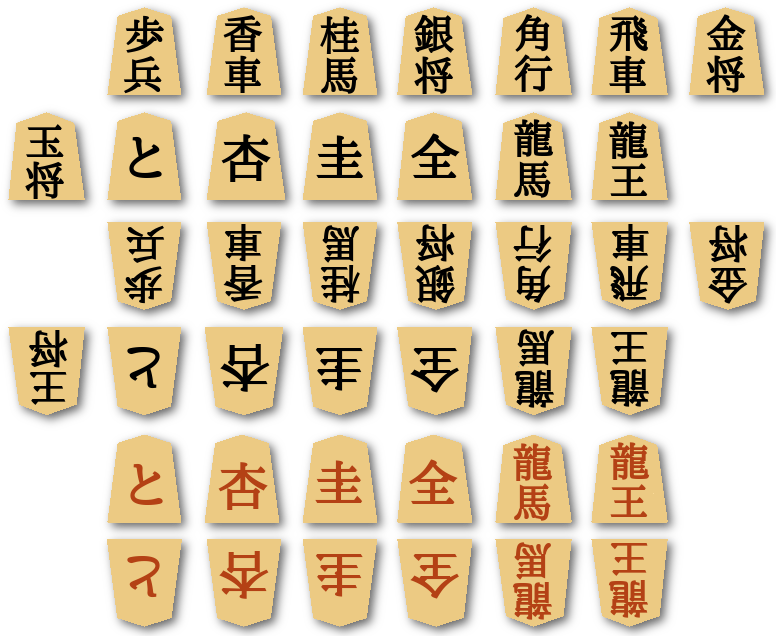 歩兵 香車 桂馬 銀将 角行 飛車 金将
玉将 と 杏 圭 全 龍馬 龍王
歩兵 香車 桂馬 銀将 角行 飛車 金将
王将 と 杏 圭 全 龍馬 龍王
と 杏 圭 全 龍馬 龍王
と 杏 圭 全 龍馬 龍王